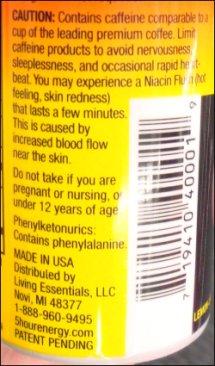 CAUTION: Contains caffeine comparable to a
cup of the leading premium coffee. Limit
caffeine products to avoid nervousness,
sleeplessness, and occasional rapid heart-
beat. You may experience a Niacin Flush (hot
feeling, skin redness)
that lasts a few minutes.
This is caused by
increased blood flow
near the skin.
Do not take if you are
pregnant or nursing, or
under 12 years of age.
Phenylketonurics:
Contains phenylalanine.
MADE IN USA
Distributed by
Living Essentials, LLC
Novi, MI 48377
1-888-960-9495
5hourenergy.com
PATENT PENDING
7 19410 40001 9